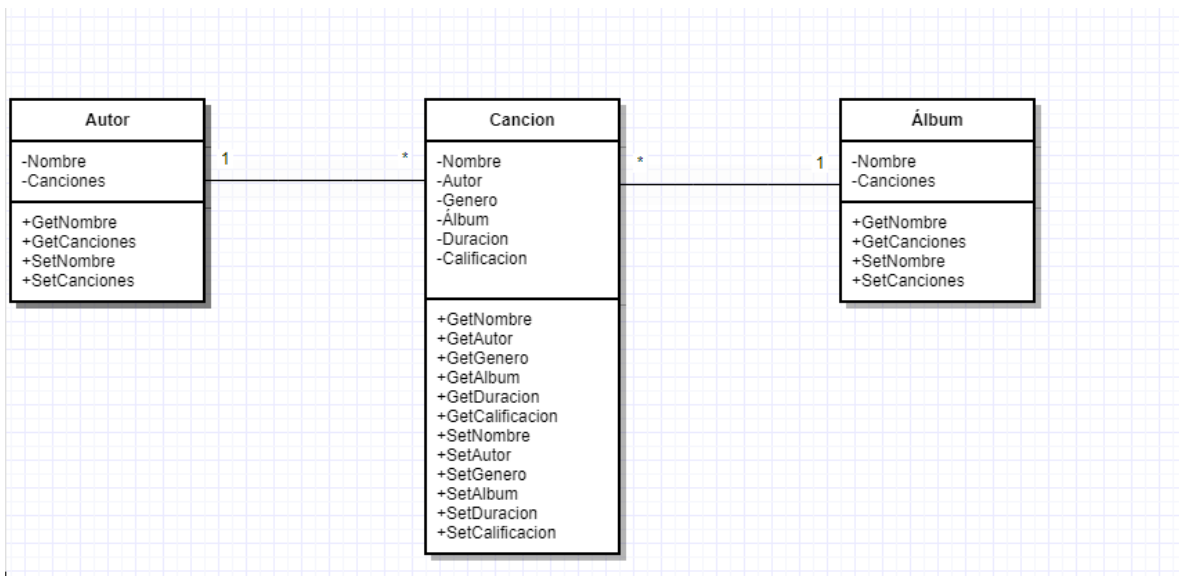 Autor
-Nombre
-Canciones
+GetNombre
+GetCanciones
+SetNombre
+SetCanciones
1
*
Cancion
-Nombre
-Autor
-Genero
-Álbum
-Duracion
-Calificacion
+GetNombre
+GetAutor
+GetGenero
+GetAlbum
+GetDuracion
+GetCalificacion
+SetNombre
+SetAutor
+SetGenero
+SetAlbum
+SetDuracion
+SetCalificacion
*
1
Álbum
-Nombre
-Canciones
+GetNombre
+GetCanciones
+SetNombre
+SetCanciones